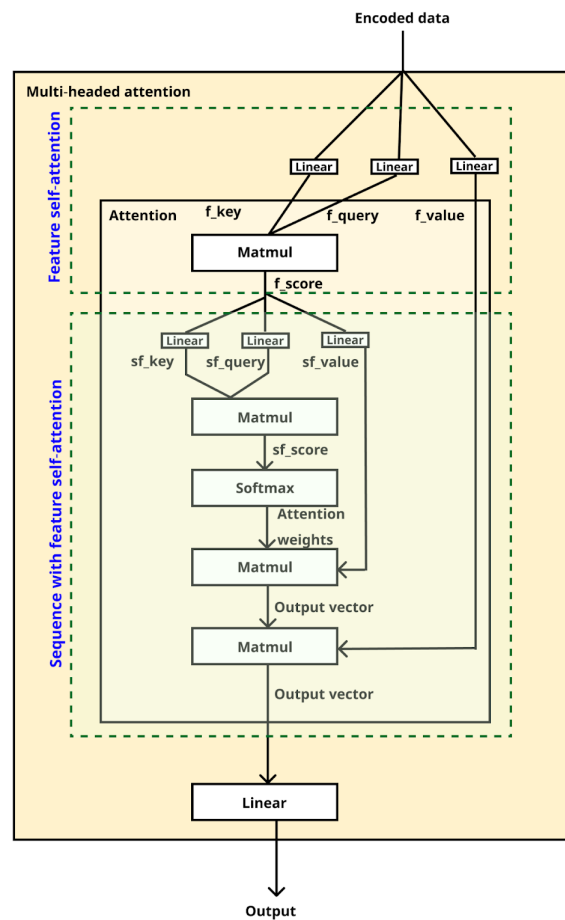 Encoded data
Multi-headed attention
Feature self-attention
Linear
Linear
Linear
Attention
f_key
f_query
f_value
Matmul
f_score
Sequence with feature self-attention
Linear
Linear
Linear
sf_key
sf_query
sf_value
Matmul
sf_score
Softmax
Attention
weights
Matmul
Output vector
Matmul
Output vector
Linear
Output